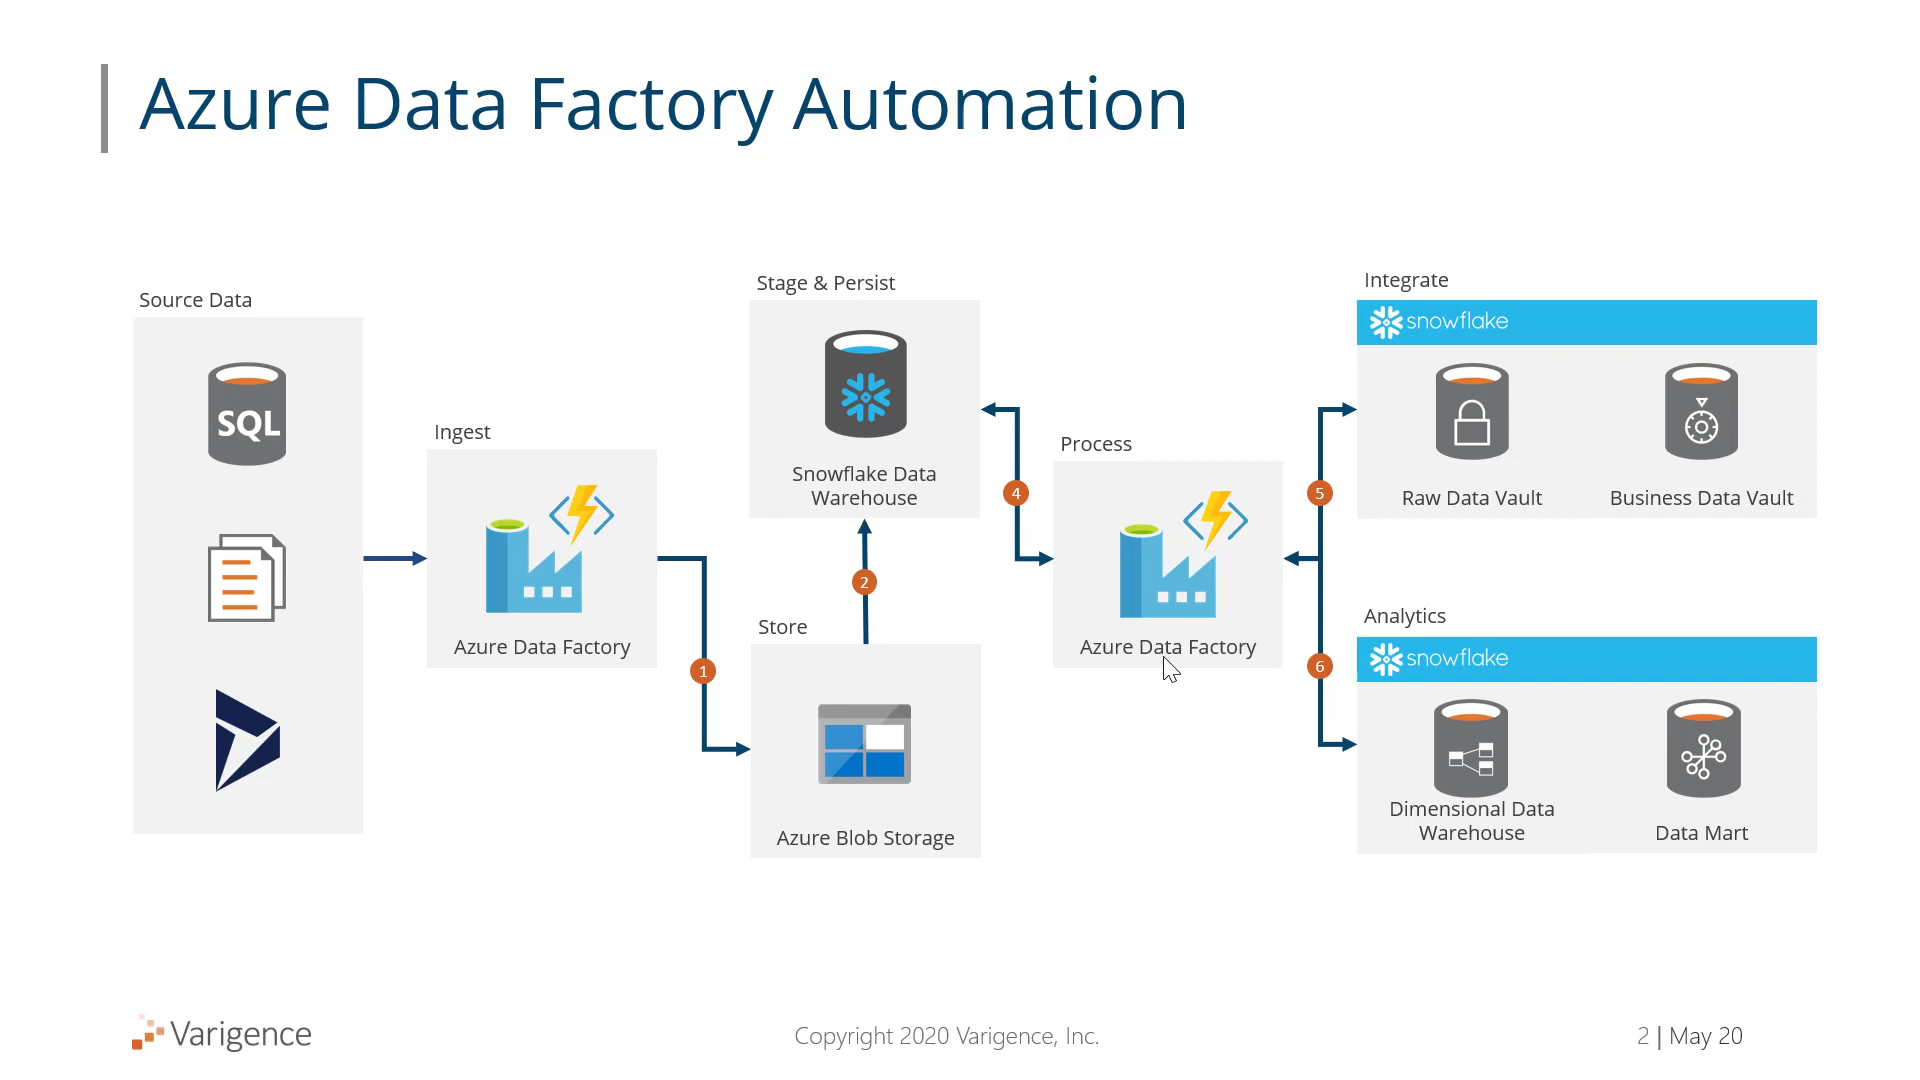 Azure Data Factory Automation
Source Data
SQL
Ingest
Azure Data Factory
1
Stage & Persist
Snowflake Data
Warehouse
2
Store
Azure Blob Storage
4
Process
Azure Data Factory
5
6
Integrate
snowflake
Raw Data Vault
Business Data Vault
Analytics
snowflake
Dimensional Data
Warehouse
Data Mart
Varigence
Copyright 2020 Varigence, Inc.
2 | May 20